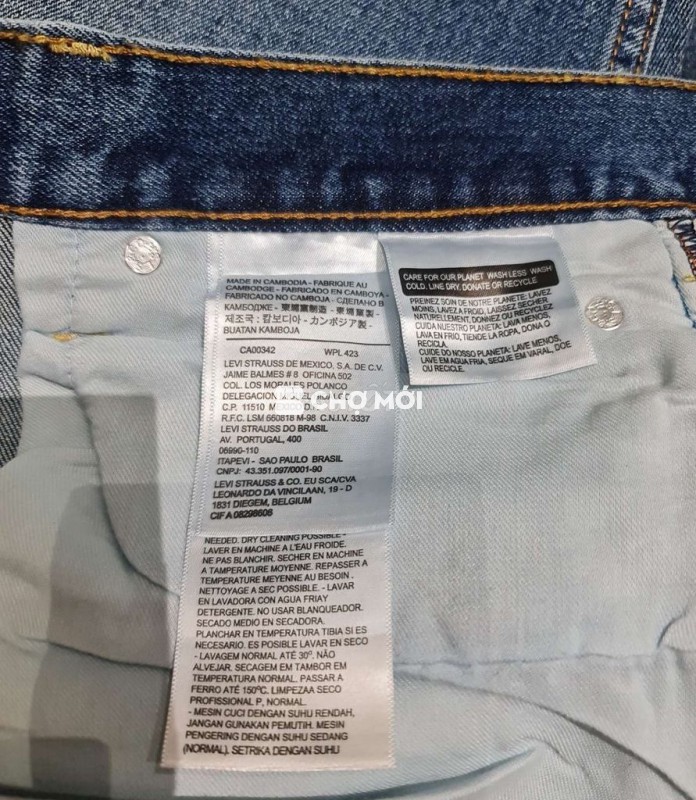 MADE IN CAMBODIA - FABRIQUE AU
CAMBODGE - FABRICADO EN CAMBOYA -
FABRICADO NO CAMBOJA - СДЕЛАНО В
КАМБОДЖЕ - 東埔寨制造 - 東埔寨製 -
제조국 : 캄보디아 - カンボジア製 -
BUATAN KAMBOJA
CA00342 WPL 423
LEVI STRAUSS DE MEXICO, S.A. DE C.V.
JAIME BALMES # 8 OFICINA 502
COL. LOS MORALES POLANCO
DELEGACION
C.P. 11510
R.F.C. LSM 660818 M-98 C.N.I.V. 3337
LEVI STRAUSS DO BRASIL
AV. PORTUGAL, 400
06696-110
ITAPEVI - SAO PAULO BRASIL
CNPJ: 43.351.097/0001-90
LEVI STRAUSS & CO. EU SCA/CVA
LEONARDO DA VINCILAAN, 19 - D
1831 DIEGEM, BELGIUM
CIF A 08298606
NEEDED. DRY CLEANING POSSIBLE -
LAVER EN MACHINE A L'EAU FROIDE.
NE PAS BLANCHIR. SECHER EN MACHINE
A TAMPERATURE MOYENNE. REPASSER A
TEMPERATURE MEYENNE AU BESOIN.
NETTOYAGE A SEC POSSIBLE. - LAVAR
EN LAVADORA CON AGUA FRIAY
DETERGENTE. NO USAR BLANQUEADOR.
SECADO MEDIO EN SECADORA.
PLANCHAR EN TEMPERATURA TIBIA SI ES
NECESARIO. ES POSIBLE LAVAR EN SECO
- LAVAGEM NORMAL ATÉ 30º. NÃO
ALVEJAR. SECAGEM EM TAMBOR EM
TEMPERATURA NORMAL. PASSAR A
FERRO ATÉ 150ºC. LIMPEZAA SECO
PROFISSIONAL P, NORMAL.
- MESIN CUCI DENGAN SUHU RENDAH,
JANGAN GUNAKAN PEMUTIH. MESIN
PENGERING DENGAN SUHU SEDANG
(NORMAL). SETRIKA DENGAN SUHU
CARE FOR OUR PLANET WASH LESS WASH
COLD. LINE DRY, DONATE OR RECYCLE
PREINEZ SOIN DE NOTRE PLANETE: LAVEZ
MOINS, LAVEZ A FROID, LAISSEZ SECHER
NATURELLEMENT, DONNEZ OU RECYCLEZ
CUIDA NUESTRO PLANETA: LAVA MENOS,
LAVA EN FRIO, TIENDE LA ROPA, DONA O
RECICLA.
CUIDE DO NOSSO PLANETA: LAVE MENOS,
LAVE EM AGUA FRIA, SEQUE EM VARAL, DOE
OU RECICLE.
CHỢ MỚI